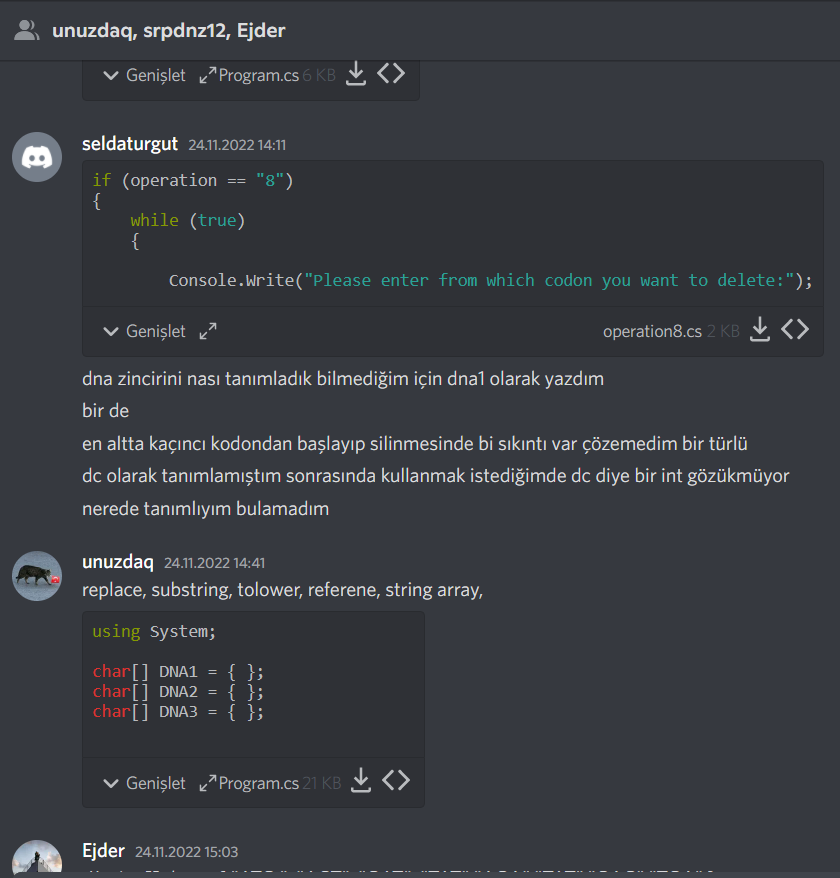 unuzdaq, srpdnz12, Ejder
Genişlet Program.cs 6 KB
seldaturgut 24.11.2022 14:11
if (operation == "8")
{
while (true)
{
Console.Write("Please enter from which codon you want to delete:");
Genişlet operation8.cs 2 KB
dna zincirini nası tanımladık bilmediğim için dna1 olarak yazdım
bir de
en altta kaçıncı kodondan başlayıp silinmesinde bi sıkıntı var çözemedim bir türlü
dc olarak tanımlamıştım sonrasında kullanmak istediğimde dc diye bir int gözükmüyor
nerede tanımlıyım bulamadım
unuzdaq 24.11.2022 14:41
replace, substring, tolower, referene, string array,
using System;
char[] DNA1 = { };
char[] DNA2 = { };
char[] DNA3 = { };
Genişlet Program.cs 21 KB
Ejder 24.11.2022 15:03